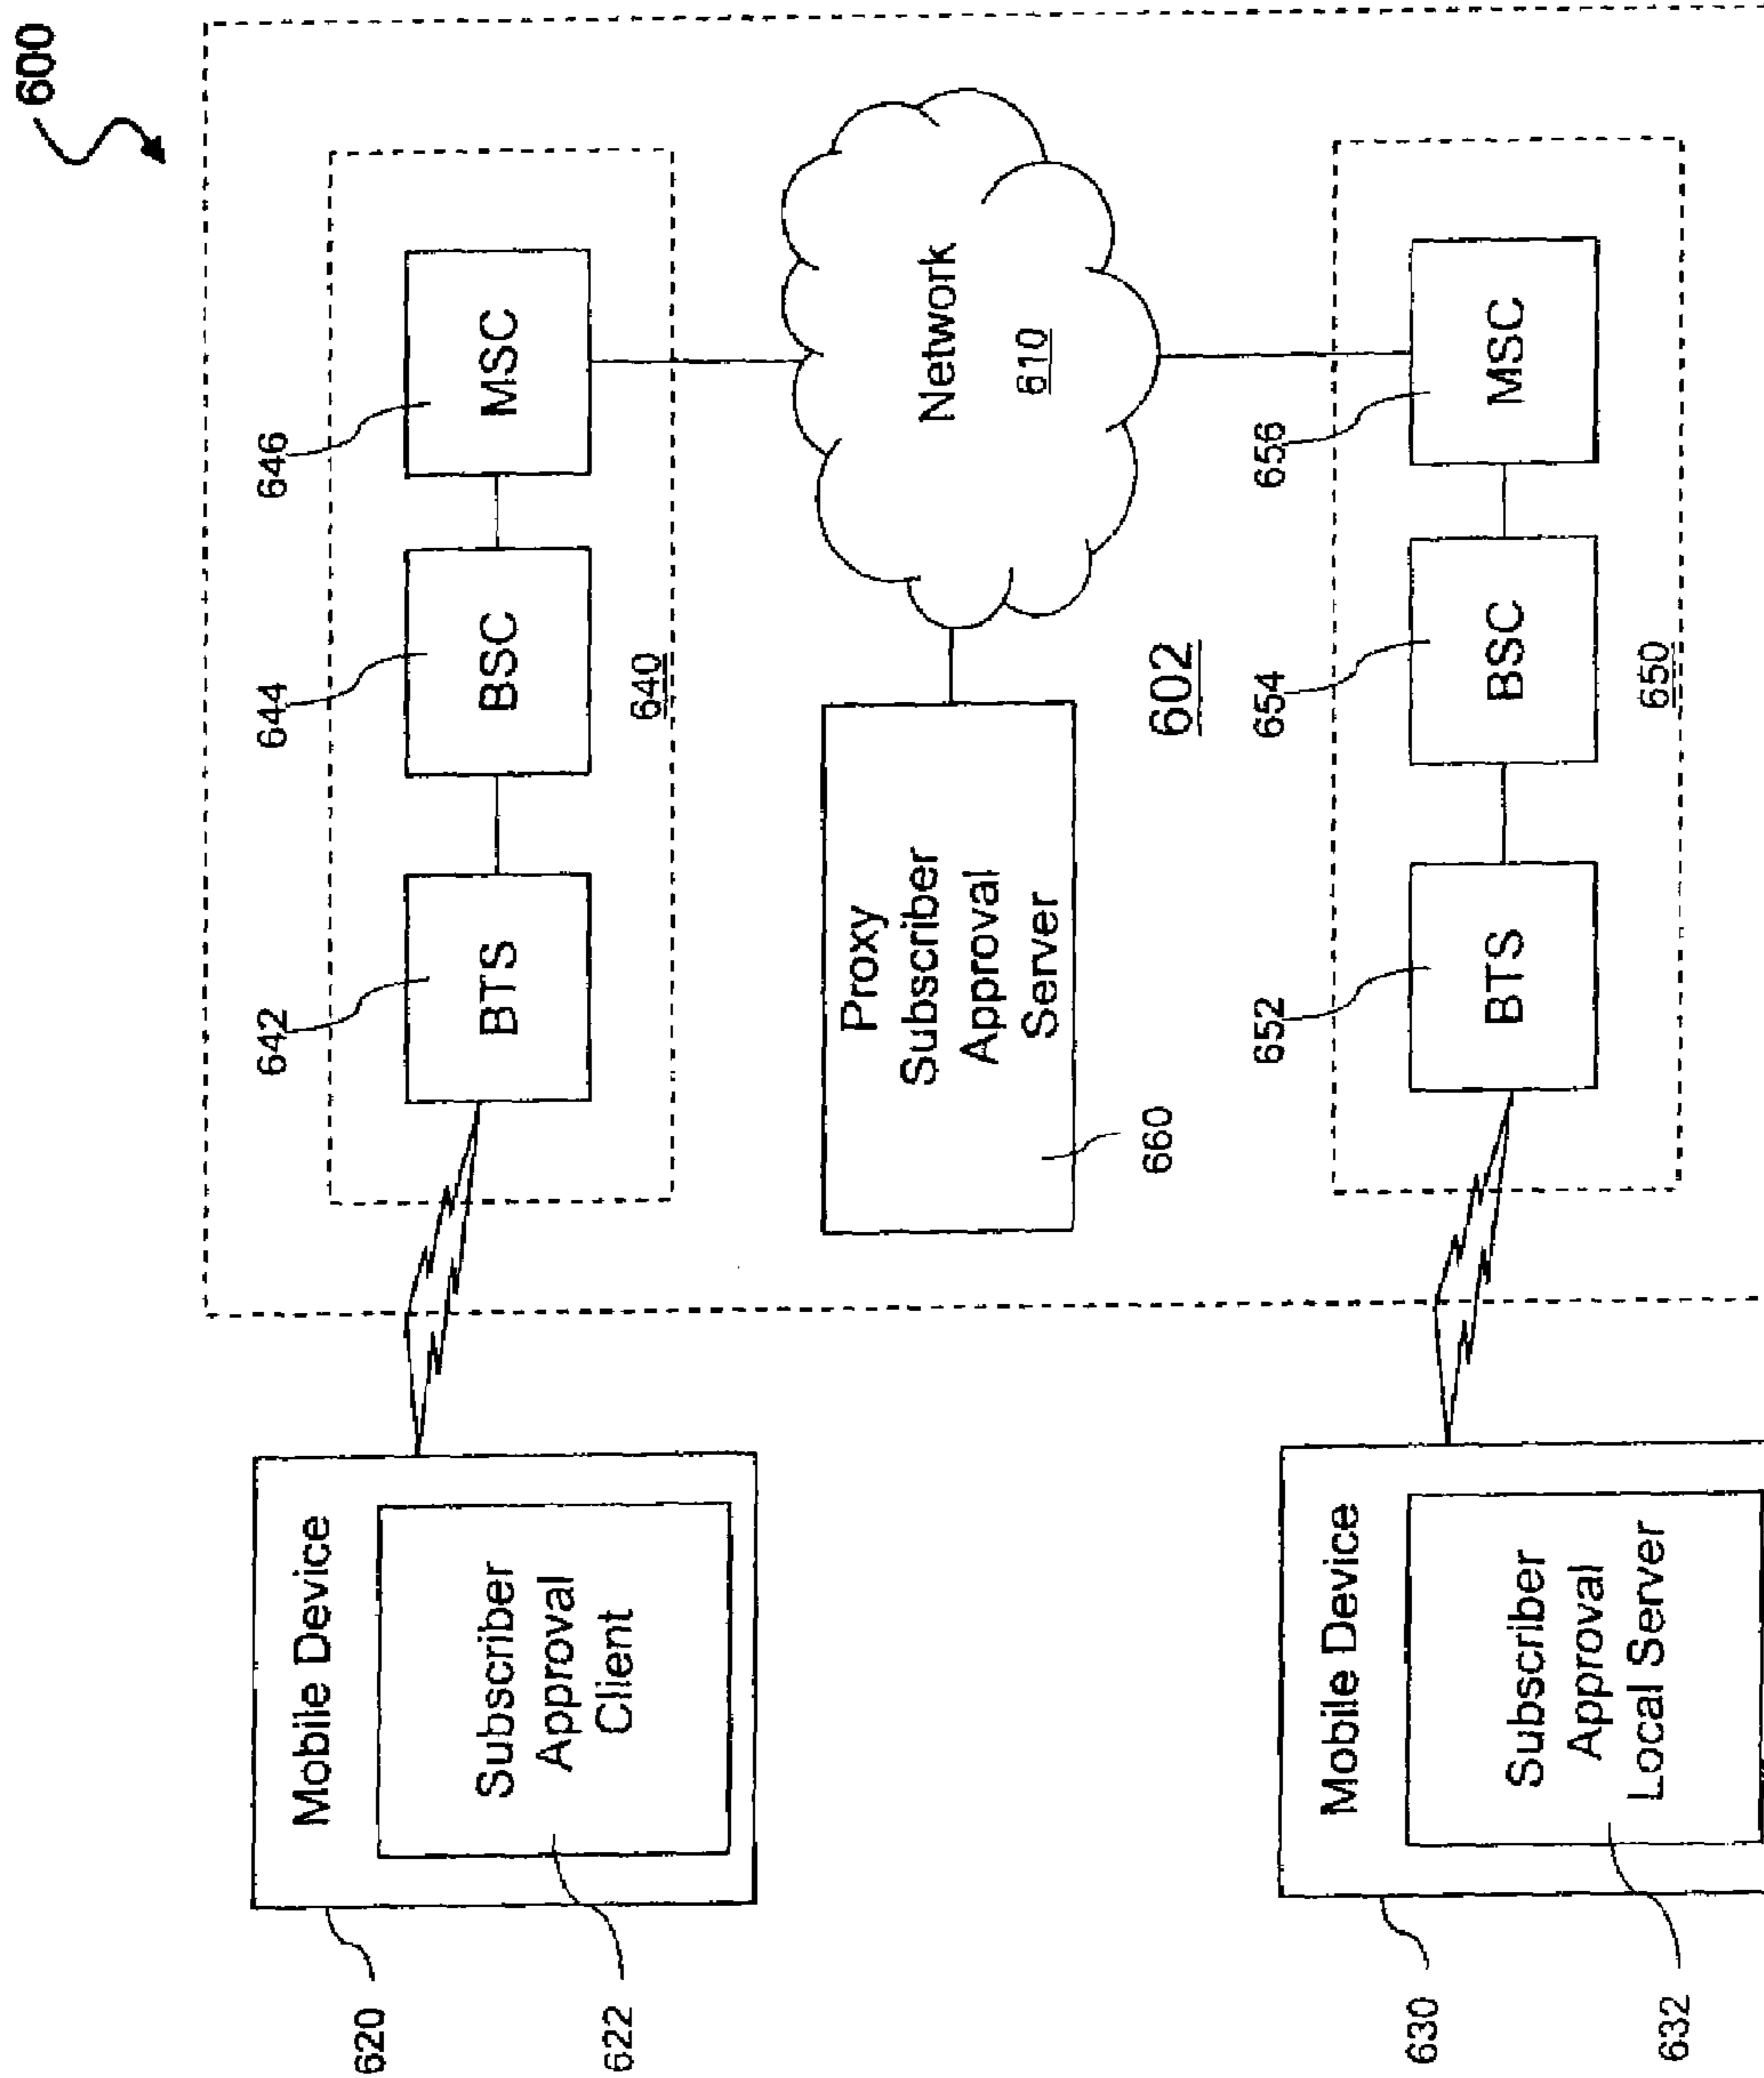 600
646
MSC
644
BSC
642
BTS
640
Network
610
Proxy
Subscriber
Approval
Server
660
602
656
MSC
654
BSC
652
BTS
650
Mobile Device
Subscriber
Approval
Client
620
622
Mobile Device
Subscriber
Approval
Local Server
630
632